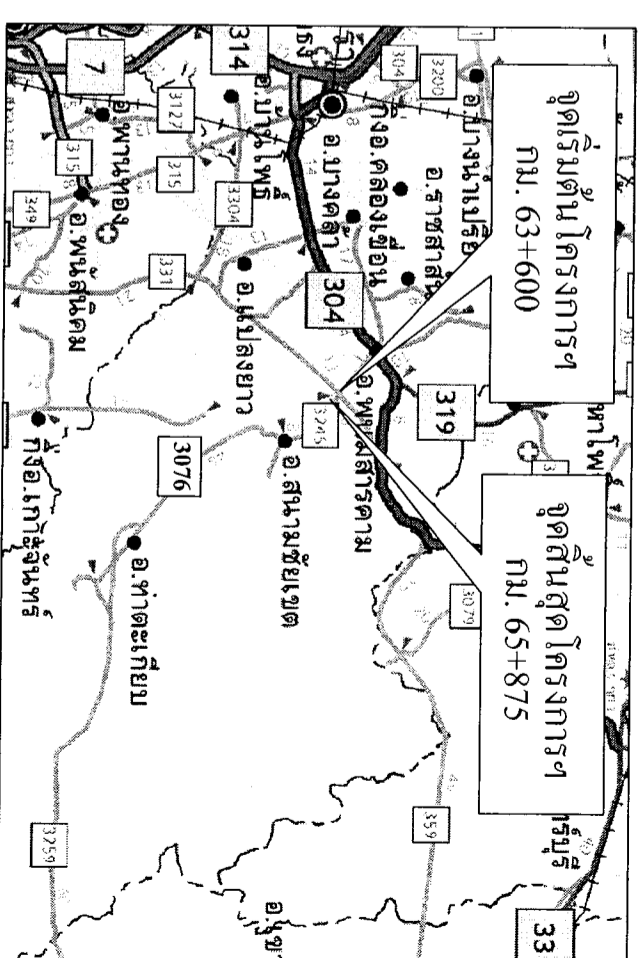 จุดเริ่มต้นโครงการฯ
กม. 63+600
จุดสิ้นสุดโครงการฯ
กม. 65+875
314
7
3127
315
315
349
331
3304
304
3200
304
319
3245
3076
3079
359
3259
33
อ.บ้านโพธิ์
อ.พานทอง
อ.พนัสนิคม
อ.บางคล้า
กิ่งอ.คลองเขื่อน
อ.ราชสาส์น
อ.บางน้ำเปรี้ยว
อ.แปลงยาว
อ.พนมสารคาม
อ.สนามชัยเขต
อ.ท่าตะเกียบ
กิ่งอ.เกาะจันทร์